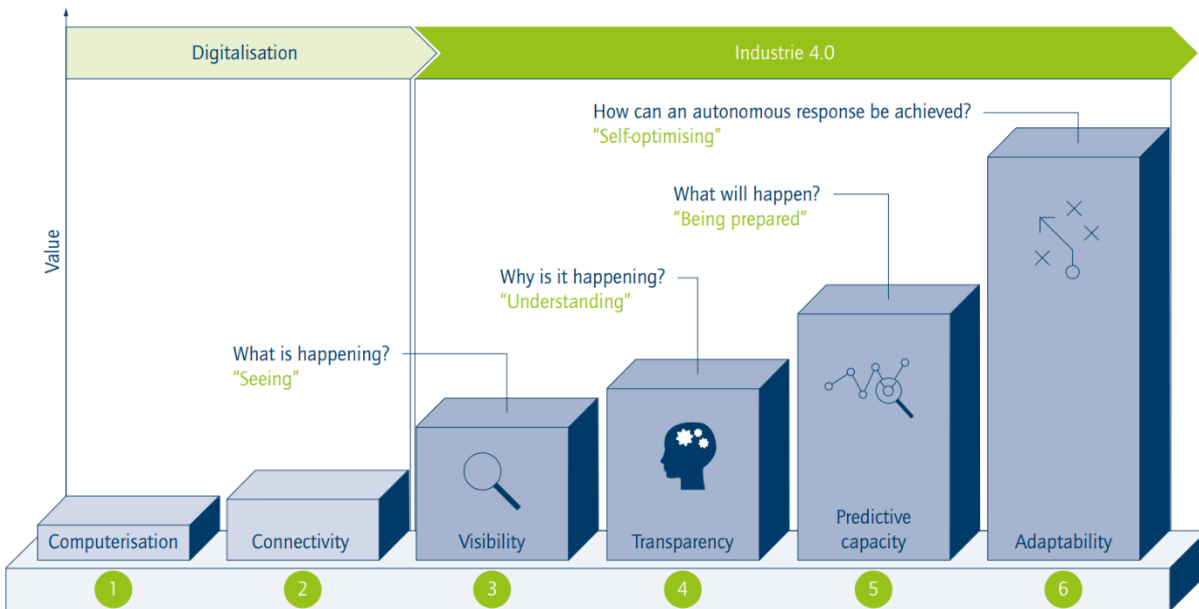 Digitalisation
Industrie 4.0
How can an autonomous response be achieved?
"Self-optimising"
What will happen?
"Being prepared"
Why is it happening?
"Understanding"
What is happening?
"Seeing"
Value
Computerisation
Connectivity
Visibility
Transparency
Predictive
capacity
Adaptability
1
2
3
4
5
6